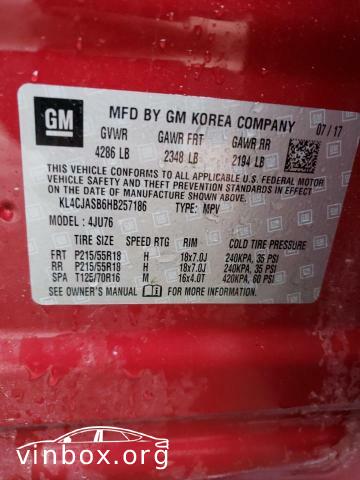 GM MFD BY GM KOREA COMPANY 07/17
GVWR GAWR FRT GAWR RR
4286 LB 2348 LB 2194 LB
THIS VEHICLE CONFORMS TO ALL APPLICABLE U.S. FEDERAL MOTOR
VEHICLE SAFETY AND THEFT PREVENTION STANDARDS IN EFFECT
ON THE DATE OF MANUFACTURE SHOWN ABOVE.
KL4CJASB6HB257186 TYPE: MPV
MODEL: 4JU76
TIRE SIZE SPEED RTG RIM COLD TIRE PRESSURE
FRT P215/55R18 H 18x7.0J 240KPA, 35 PSI
RR P215/55R18 H 18x7.0J 240KPA, 35 PSI
SPA T125/70R16 M 16x4.0T 420KPA, 60 PSI
SEE OWNER'S MANUAL FOR MORE INFORMATION.
vinbox.org